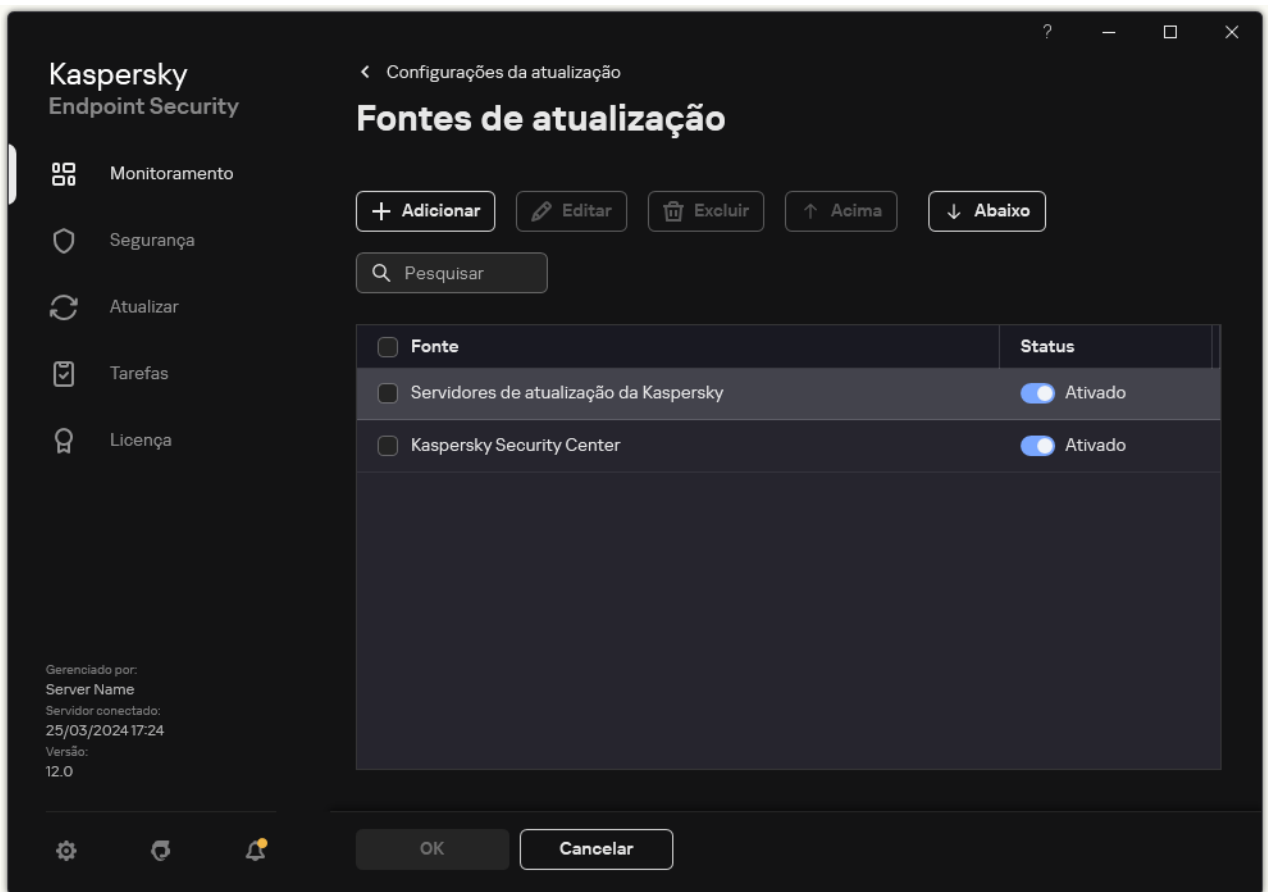 ?
Kaspersky
Endpoint Security
Monitoramento
Segurança
Atualizar
Tarefas
Licença
Gerenciado por:
Server Name
Servidor conectado:
25/03/2024 17:24
Versão:
12.0
Configurações da atualização
Fontes de atualização
Adicionar Editar Excluir Acima Abaixo
Pesquisar
Fonte Status
Servidores de atualização da Kaspersky Ativado
Kaspersky Security Center Ativado
OK Cancelar